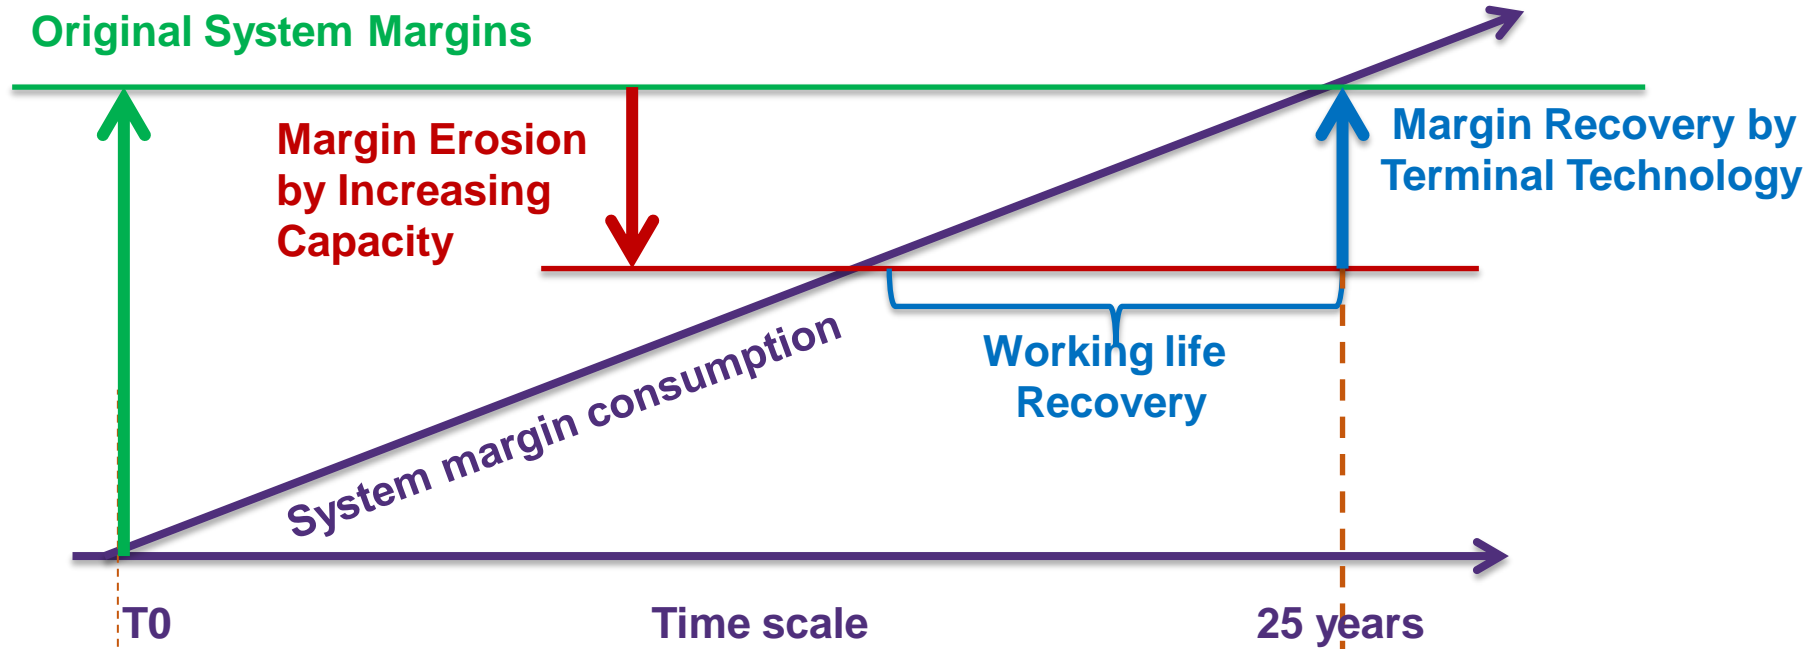 Original System Margins
Margin Erosion
by Increasing
Capacity
Margin Recovery by
Terminal Technology
System margin consumption
Working life
Recovery
T0
Time scale
25 years